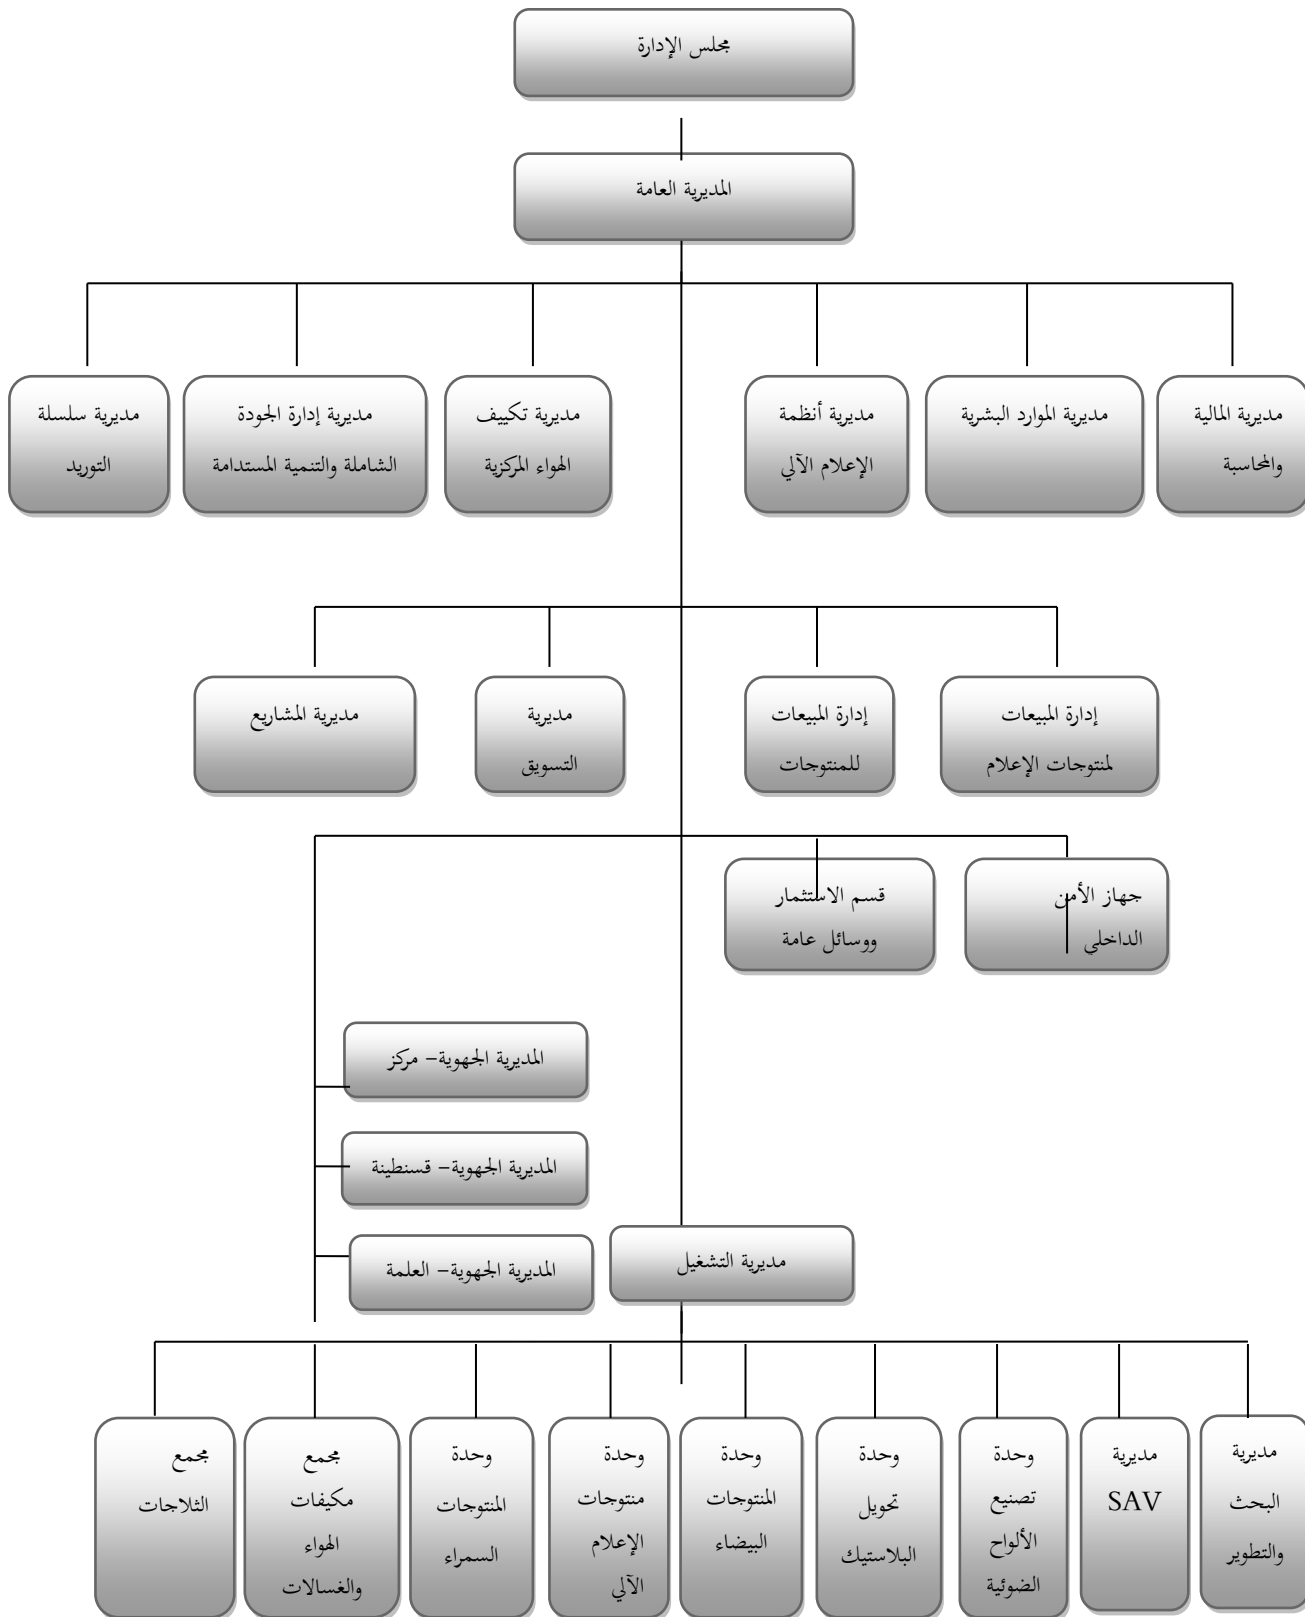 مجلس الإدارة
المديرية العامة
مديرية المالية
والمحاسبة
مديرية الموارد البشرية
مديرية أنظمة
الإعلام الآلي
مديرية تكييف
الهواء المركزية
مديرية إدارة الجودة
الشاملة والتنمية المستدامة
مديرية سلسلة
التوريد
إدارة المبيعات
لمنتوجات الإعلام
إدارة المبيعات
للمنتوجات
مديرية
التسويق
مديرية المشاريع
جهاز الأمن
الداخلي
قسم الاستثمار
ووسائل عامة
المديرية الجهوية– مركز
المديرية الجهوية– قسنطينة
المديرية الجهوية– العلمة
مديرية التشغيل
مديرية
البحث
والتطوير
مديرية
SAV
وحدة
تصنيع
الألواح
الضوئية
وحدة
تحويل
البلاستيك
وحدة
المنتوجات
البيضاء
وحدة
منتوجات
الإعلام
الآلي
وحدة
المنتوجات
السمراء
مجمع
مكيفات
الهواء
والغسالات
مجمع
الثلاجات